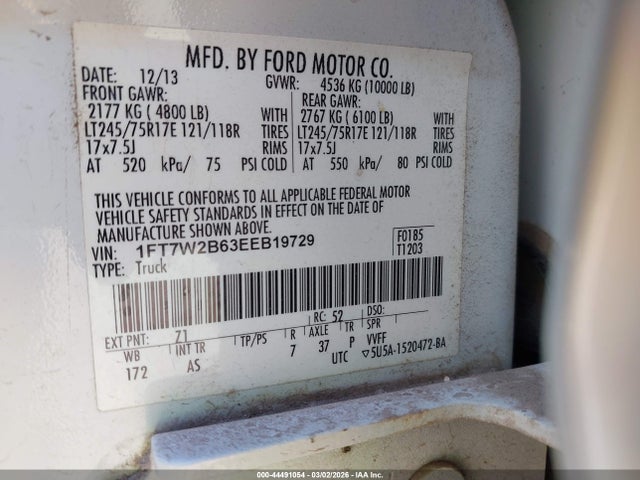 MFD. BY FORD MOTOR CO.
DATE: 12/13 GVWR: 4536 KG (10000 LB)
FRONT GAWR: REAR GAWR:
2177 KG ( 4800 LB) WITH 2767 KG ( 6100 LB) WITH
LT245/75R17E 121/118R TIRES LT245/75R17E 121/118R TIRES
17x7.5J RIMS 17x7.5J RIMS
AT 520 kPa/ 75 PSI COLD AT 550 kPa/ 80 PSI COLD
THIS VEHICLE CONFORMS TO ALL APPLICABLE FEDERAL MOTOR
VEHICLE SAFETY STANDARDS IN EFFECT ON THE DATE OF
MANUFACTURE SHOWN ABOVE.
VIN: 1FT7W2B63EEB19729 F0185
TYPE: Truck T1203
RC: 52 DSO:
EXT PNT: 71
WB INT TR TP/PS R AXLE TR SPR
172 AS 7 37 P VVFF
UTC ▽5U5A-1520472-BA
000-44491054 | 03/02/2026 - IAA Inc.